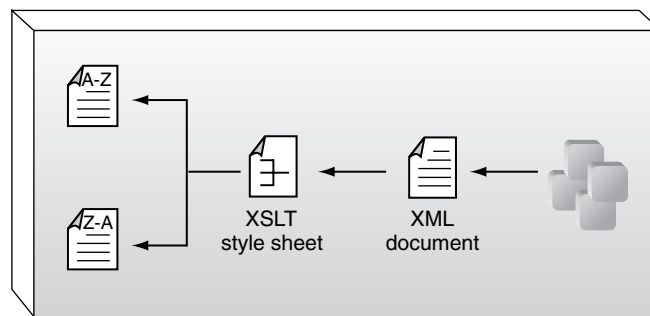 A-Z
Z-A
XSLT
style sheet
XML
document